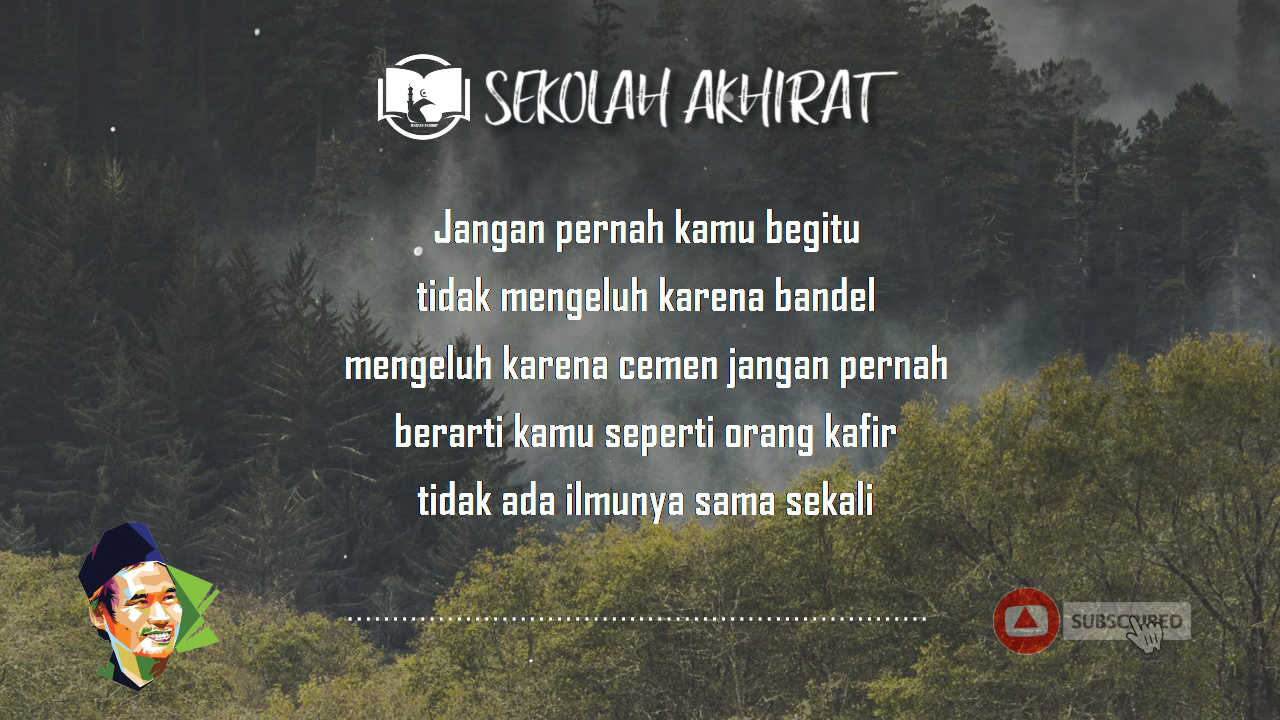 SEKOLAH AKHIRAT
Jangan pernah kamu begitu
tidak mengeluh karena bandel
mengeluh karena cemen jangan pernah
berarti kamu seperti orang kafir
tidak ada ilmunya sama sekali